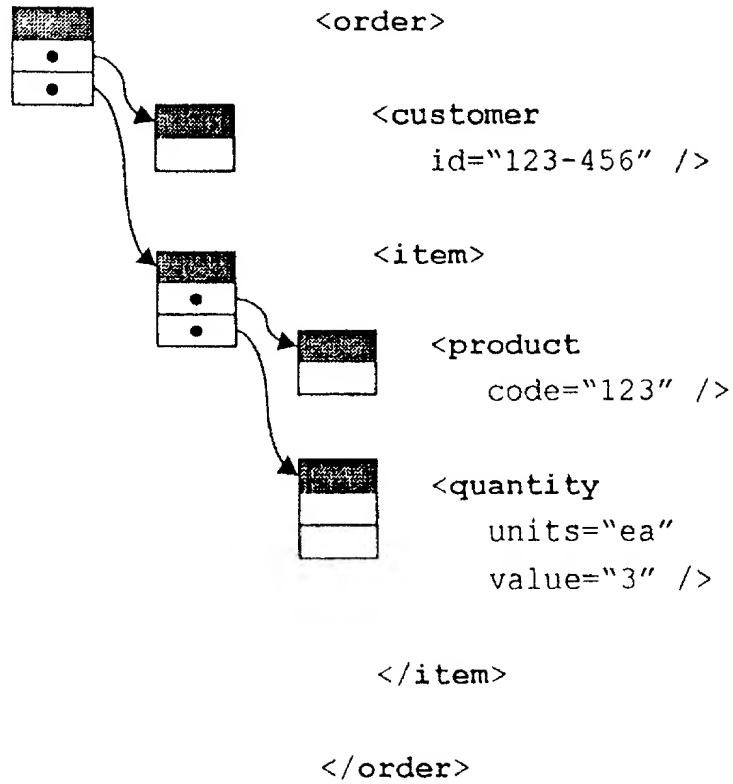 <order>
<customer
id="123-456" />
<item>
<product
code="123" />
<quantity
units="ea"
value="3" />
</item>
</order>